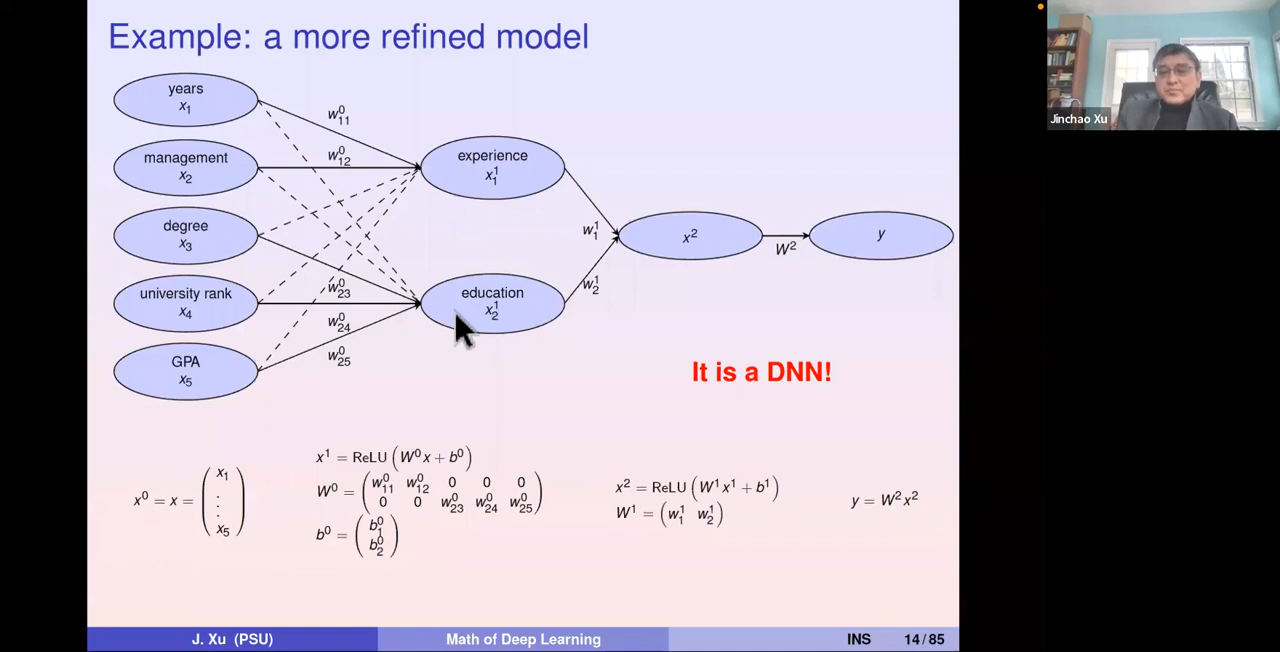 Example: a more refined model
years
x₁
management
x₂
degree
x₃
university rank
x₄
GPA
x₅
w⁰₁₁
w⁰₁₂
w⁰₂₃
w⁰₂₄
w⁰₂₅
experience
x¹₁
education
x¹₂
w¹₁
w¹₂
x²
W²
y
It is a DNN!
x⁰ = x = (x₁ . . . x₅)
x¹ = ReLU (W⁰x + b⁰)
W⁰ = (w⁰₁₁ w⁰₁₂ 0 0 0
0 0 w⁰₂₃ w⁰₂₄ w⁰₂₅)
b⁰ = (b⁰₁
b⁰₂)
x² = ReLU (W¹x¹ + b¹)
W¹ = (w¹₁ w¹₂)
y = W²x²
J. Xu (PSU) Math of Deep Learning INS 14 / 85
Jinchao Xu